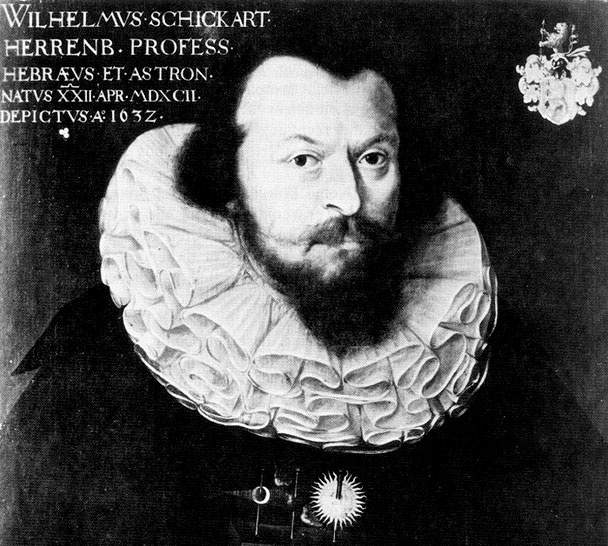 WILHELMVS·SCHICKART·
HERRENB·PROFESS·
HEBRÆVS·ET·ASTRON·
NATVS XXII·APR·MDXCII·
DEPICTVS·A: 1632·